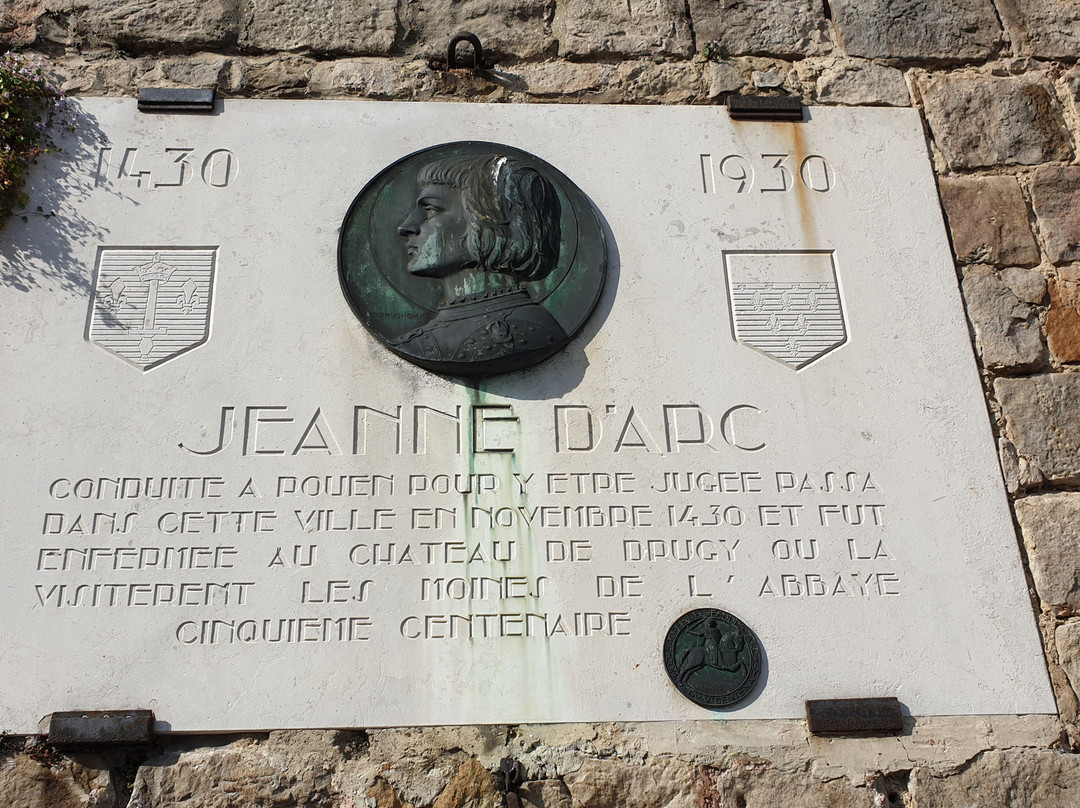 1430 1930
JEANNE D'ARC
CONDUITE A ROUEN POUR Y ETRE JUGEE PASSA
DANS CETTE VILLE EN NOVEMBRE 1430 ET FUT
ENFERMEE AU CHATEAU DE DRUGY OU LA
VISITERENT LES MOINES DE L'ABBAYE
CINQUIEME CENTENAIRE